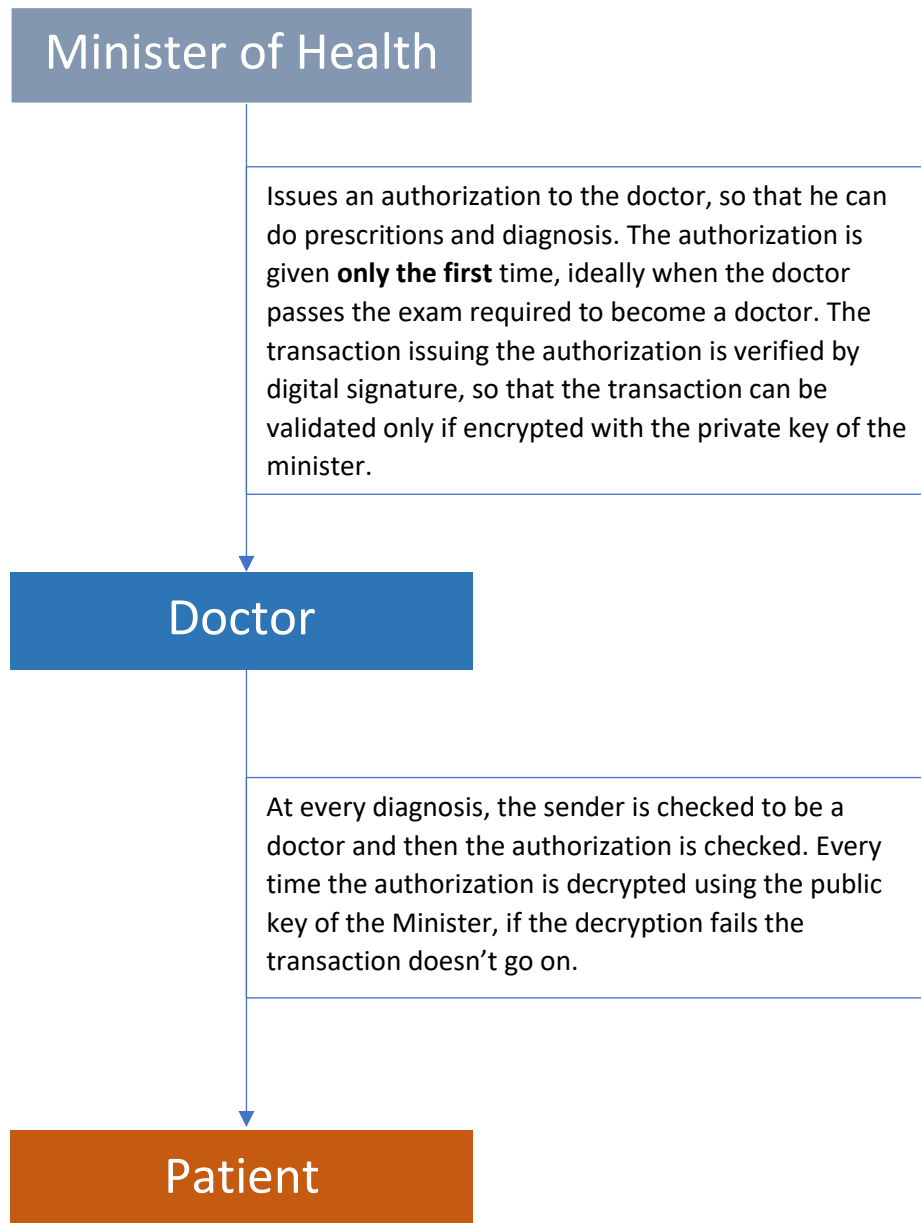 Minister of Health
Issues an authorization to the doctor, so that he can
do prescritions and diagnosis. The authorization is
given only the first time, ideally when the doctor
passes the exam required to become a doctor. The
transaction issuing the authorization is verified by
digital signature, so that the transaction can be
validated only if encrypted with the private key of the
minister.
Doctor
At every diagnosis, the sender is checked to be a
doctor and then the authorization is checked. Every
time the authorization is decrypted using the public
key of the Minister, if the decryption fails the
transaction doesn’t go on.
Patient